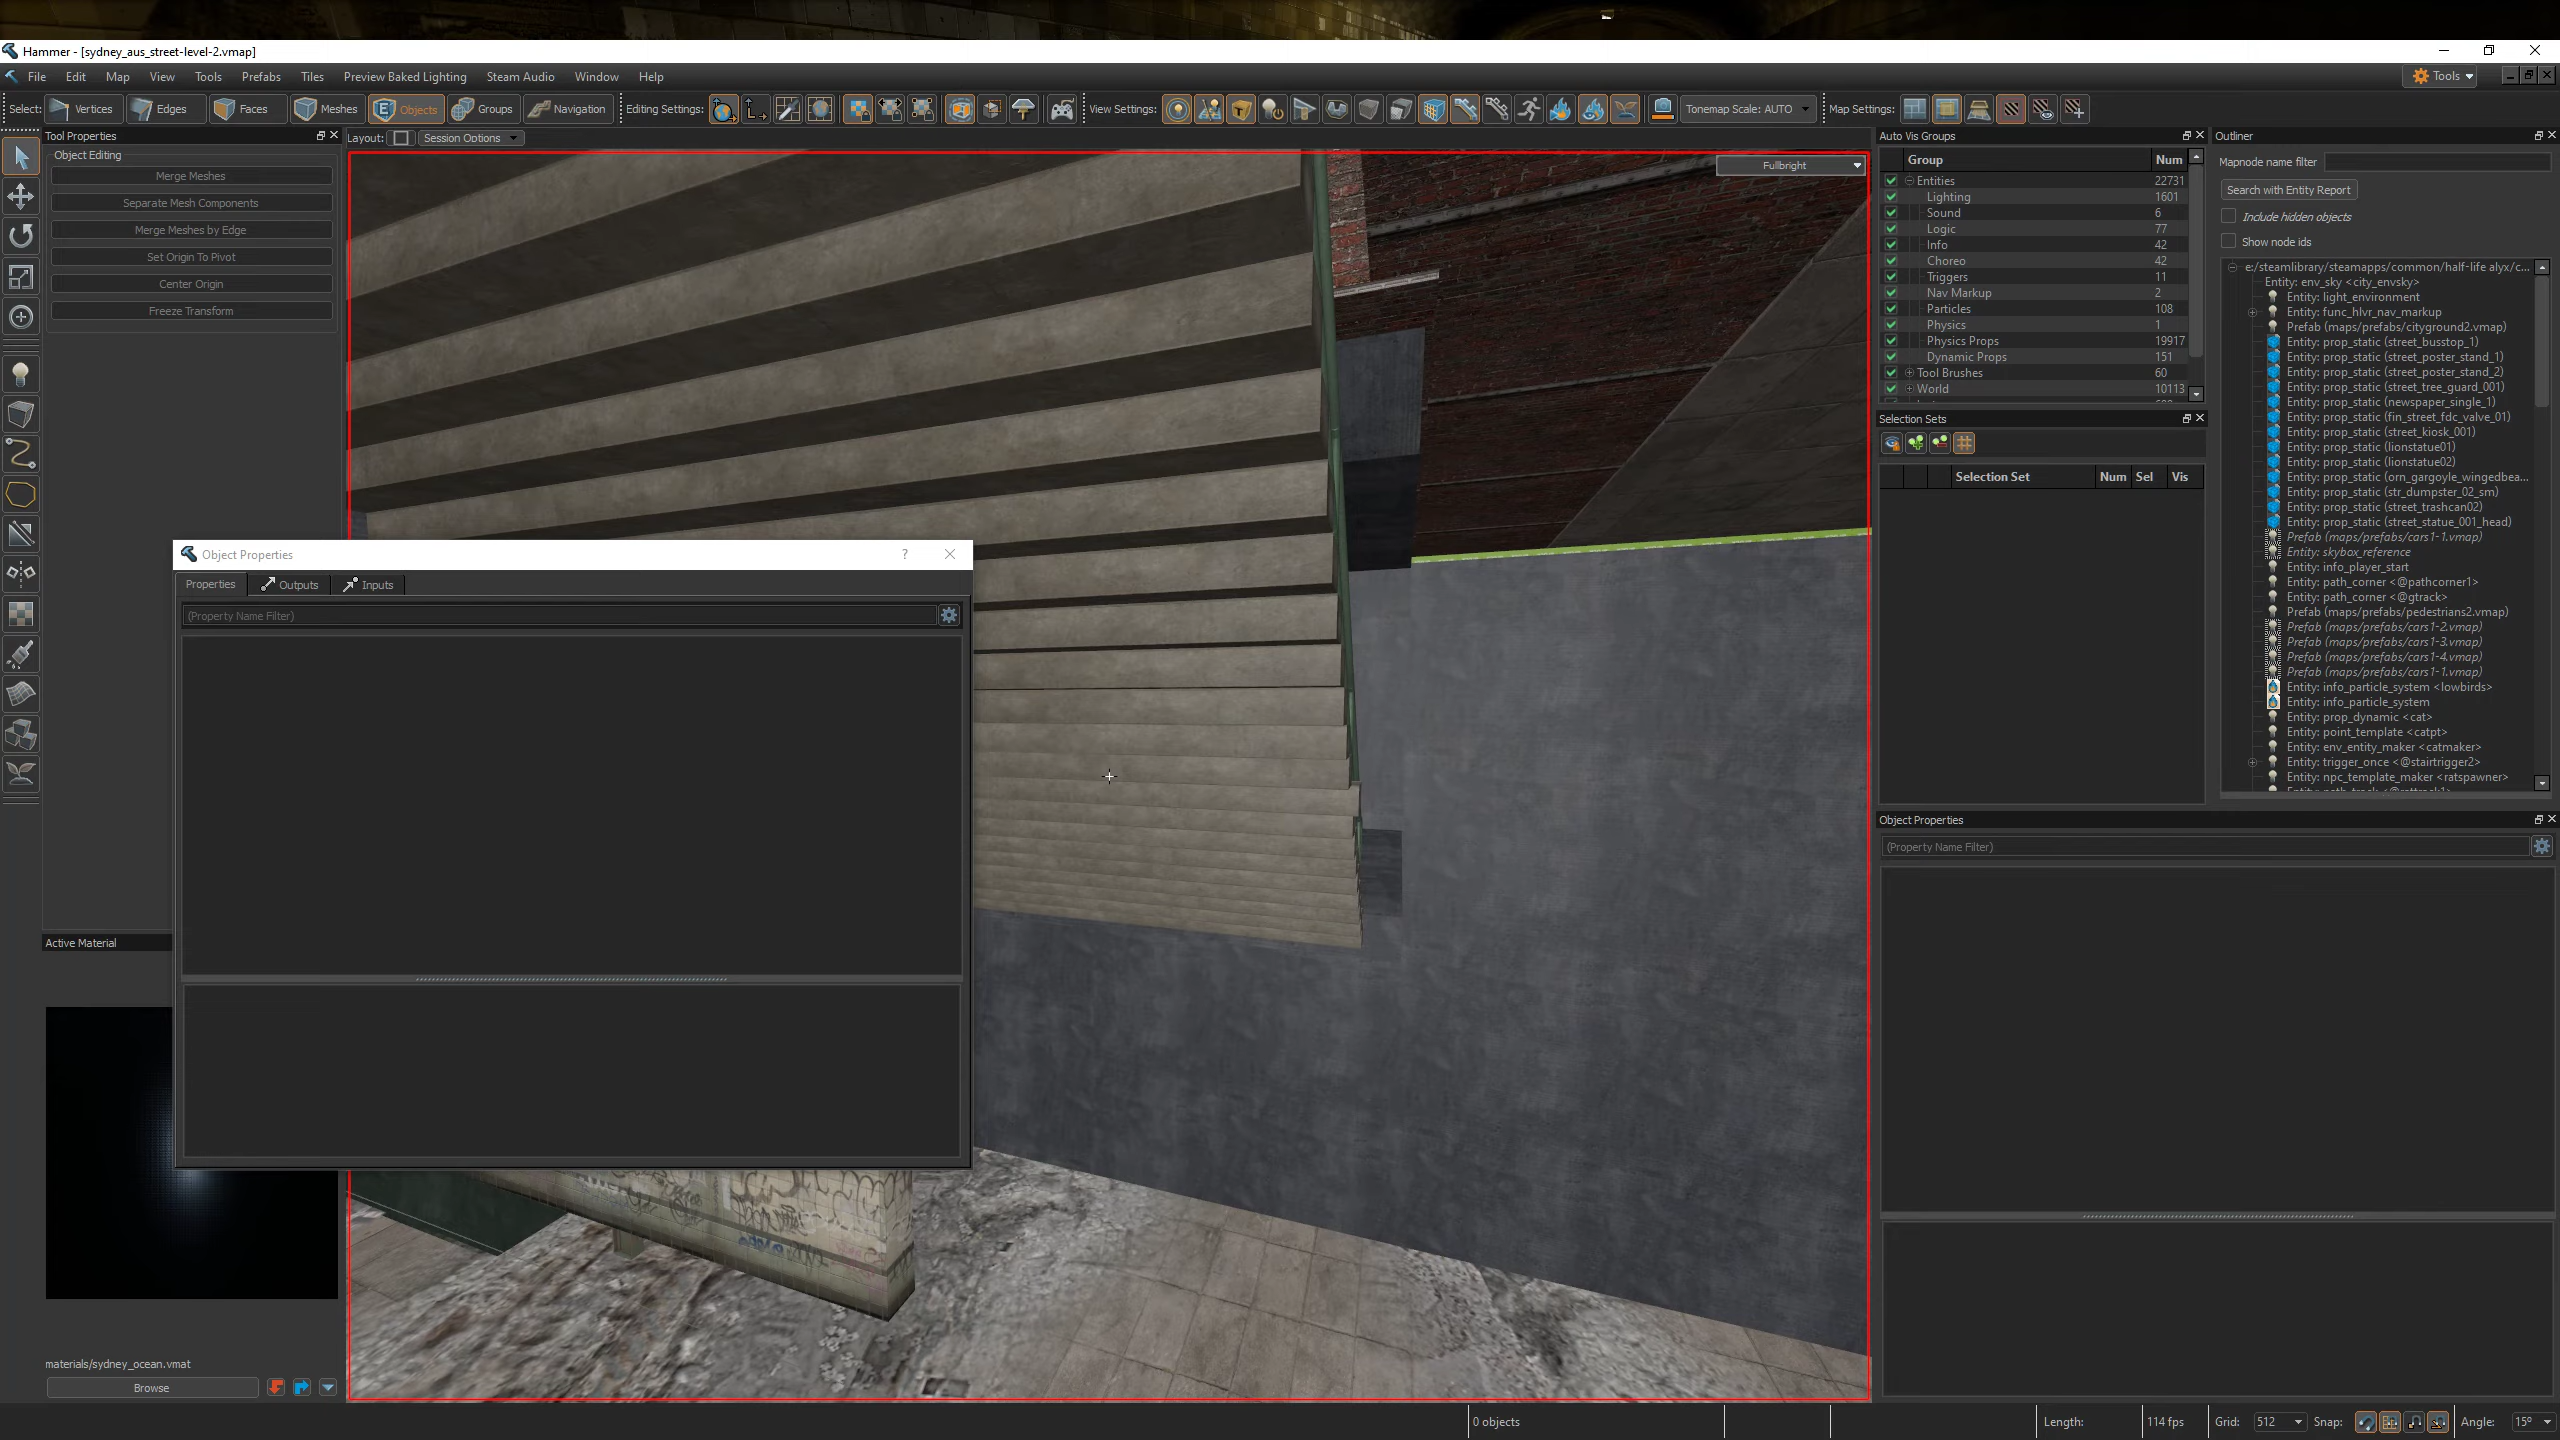 Hammer - [sydney_aus_street-level-2.vmap]
File Edit Map View Tools Prefabs Tiles Preview Baked Lighting Steam Audio Window Help Tools
Select: Vertices Edges Faces Meshes Objects Groups Navigation Editing Settings: View Settings: Tonemap Scale: AUTO Map Settings:
Tool Properties
Object Editing
Merge Meshes
Separate Mesh Components
Merge Meshes by Edge
Set Origin To Pivot
Center Origin
Freeze Transform
Layout: Session Options
Fullbright
Object Properties
Properties Outputs Inputs
(Property Name Filter)
Active Material
materials/sydney_ocean.vmat
Browse
Auto Vis Groups
Group Num
Entities 22731
Lighting 1601
Sound 6
Logic 77
Info 42
Choreo 42
Triggers 11
Nav Markup 2
Particles 108
Physics 1
Physics Props 19917
Dynamic Props 151
Tool Brushes 60
World 10113
Selection Sets
Selection Set Num Sel Vis
Outliner
Mapnode name filter
Search with Entity Report
Include hidden objects
Show node ids
e:/steamlibrary/steamapps/common/half-life alyx/c...
Entity: env_sky <city_envsky>
Entity: light_environment
Entity: func_hlvr_nav_markup
Prefab (maps/prefabs/cityground2.vmap)
Entity: prop_static (street_busstop_1)
Entity: prop_static (street_poster_stand_1)
Entity: prop_static (street_poster_stand_2)
Entity: prop_static (street_tree_guard_001)
Entity: prop_static (newspaper_single_1)
Entity: prop_static (fin_street_fdc_valve_01)
Entity: prop_static (street_kiosk_001)
Entity: prop_static (lionstatue01)
Entity: prop_static (lionstatue02)
Entity: prop_static (orn_gargoyle_wingedbea...
Entity: prop_static (str_dumpster_02_sm)
Entity: prop_static (street_trashcan02)
Entity: prop_static (street_statue_001_head)
Prefab (maps/prefabs/cars1-1.vmap)
Entity: skybox_reference
Entity: info_player_start
Entity: path_corner <@pathcorner1>
Entity: path_corner <@gtrack>
Prefab (maps/prefabs/pedestrians2.vmap)
Prefab (maps/prefabs/cars1-2.vmap)
Prefab (maps/prefabs/cars1-3.vmap)
Prefab (maps/prefabs/cars1-4.vmap)
Prefab (maps/prefabs/cars1-1.vmap)
Entity: info_particle_system <lowbirds>
Entity: info_particle_system
Entity: prop_dynamic <cat>
Entity: point_template <catpt>
Entity: env_entity_maker <catmaker>
Entity: trigger_once <@stairtrigger2>
Entity: npc_template_maker <ratspawner>
Object Properties
(Property Name Filter)
0 objects Length: 114 fps Grid: 512 Snap: Angle: 15°